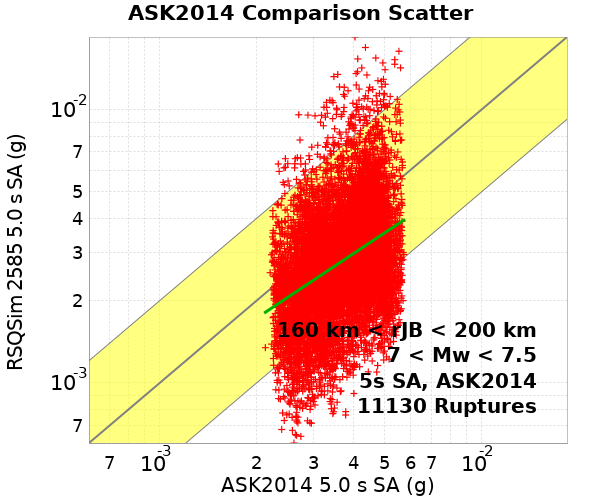 ASK2014 Comparison Scatter
RSQSim 2585 5.0 s SA (g)
10-2
7
5
4
3
2
10-3
7
160 km < rJB < 200 km
7 < Mw < 7.5
5s SA, ASK2014
11130 Ruptures
7 10-3 2 3 4 5 6 7 10-2
ASK2014 5.0 s SA (g)